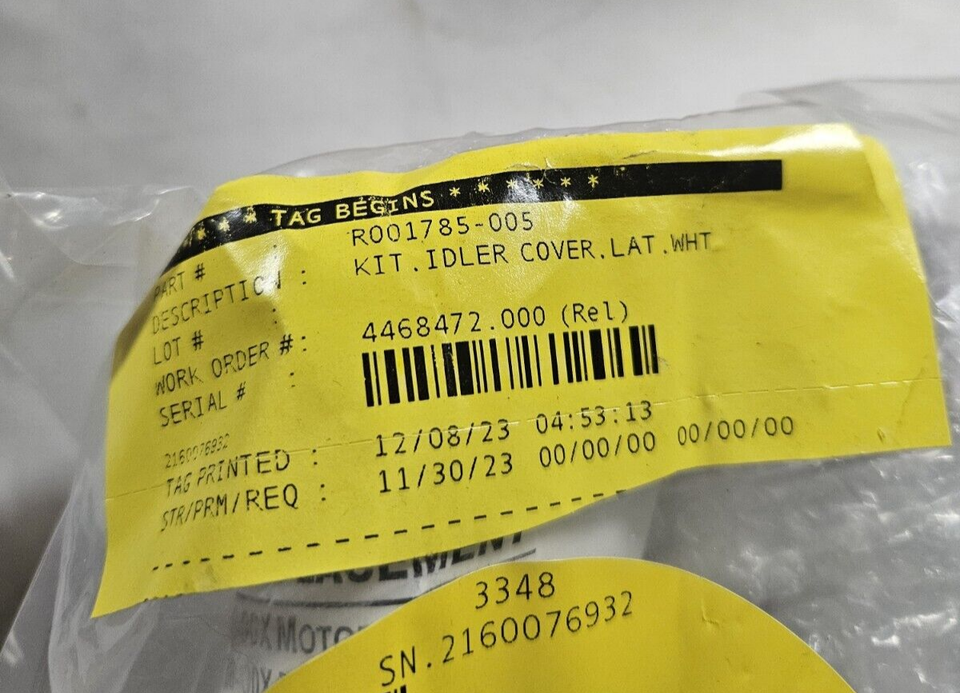 * * * TAG BEGINS * * * * * *
PART # : R001785-005
DESCRIPTION : KIT.IDLER COVER.LAT.WHT
LOT # :
WORK ORDER #: 4468472.000 (Rel)
SERIAL # :
2160076932
TAG PRINTED : 12/08/23 04:53:13
STR/PRM/REQ : 11/30/23 00/00/00 00/00/00
3348
SN.2160076932